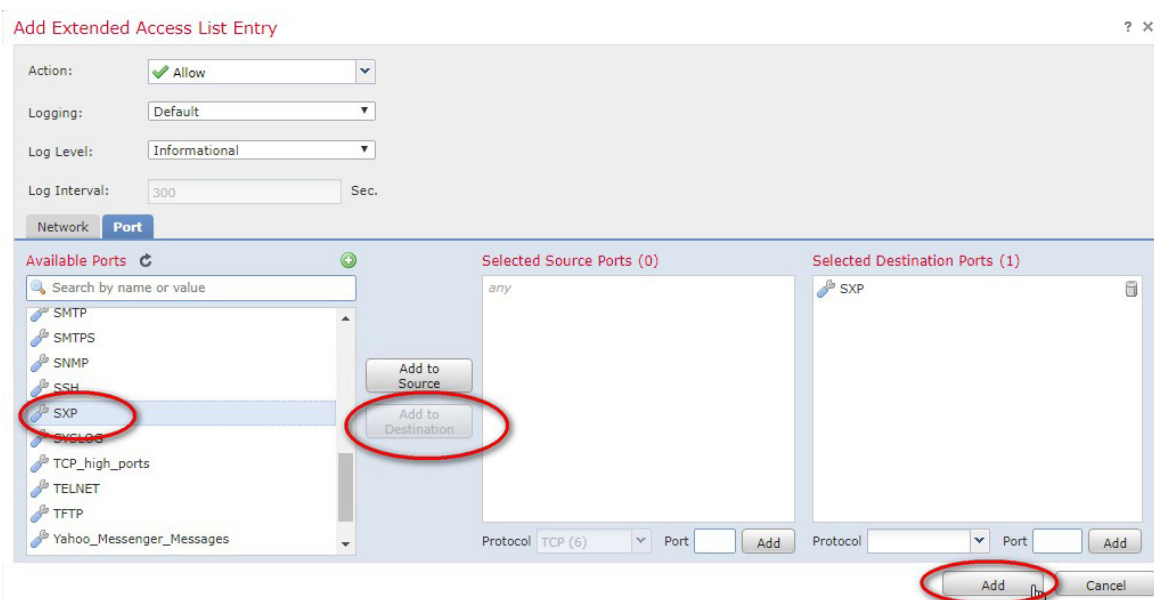 Add Extended Access List Entry
?
Action:
Allow
Logging:
Default
Log Level:
Informational
Log Interval:
300
Sec.
Network
Port
Available Ports
Search by name or value
SMTP
SMTPS
SNMP
SSH
SXP
SYSLOG
TCP_high_ports
TELNET
TFTP
Yahoo_Messenger_Messages
Add to
Source
Add to
Destination
Selected Source Ports (0)
any
Protocol TCP (6) Port Add
Selected Destination Ports (1)
SXP
Protocol Port Add
Add
Cancel